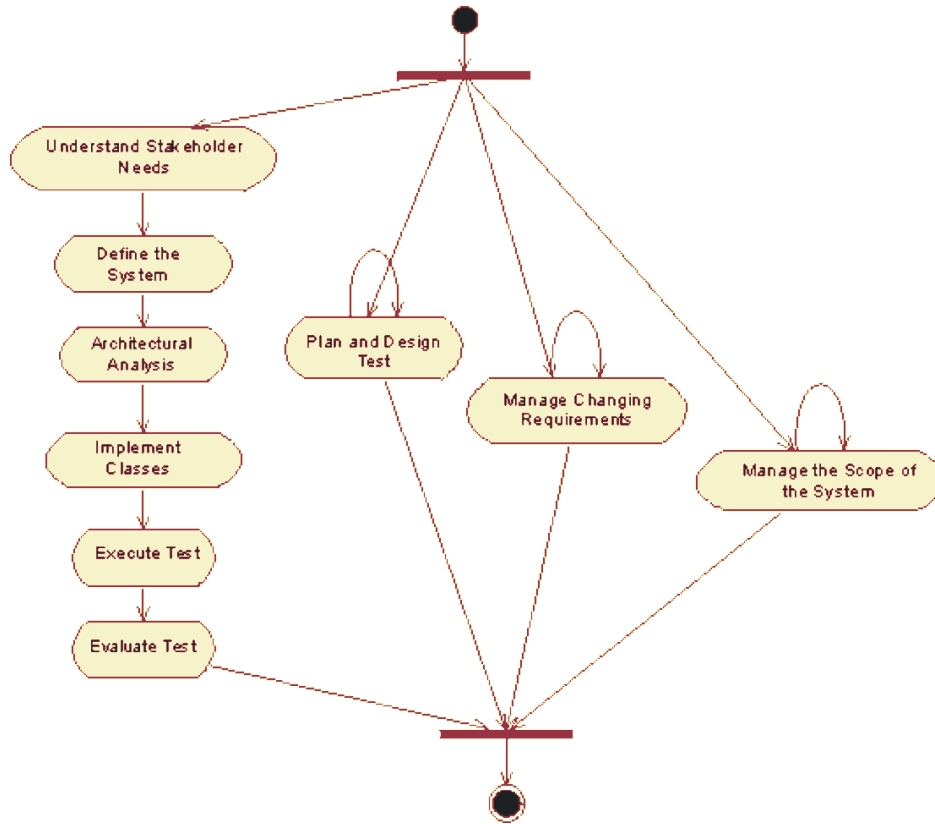 Understand Stakeholder
Needs
Define the
System
Architectural
Analysis
Implement
Classes
Execute Test
Evaluate Test
Plan and Design
Test
Manage Changing
Requirements
Manage the Scope of
the System